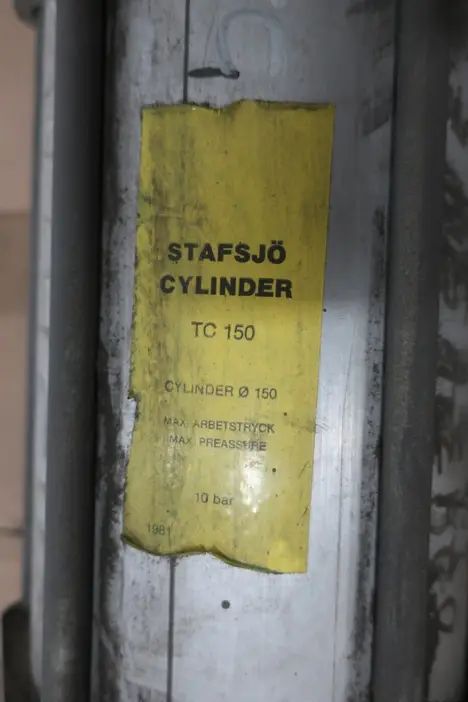 STAFSJÖ
CYLINDER
TC 150
CYLINDER Ø 150
MAX ARBETSTRYCK
MAX PREASSURE
10 bar
1981